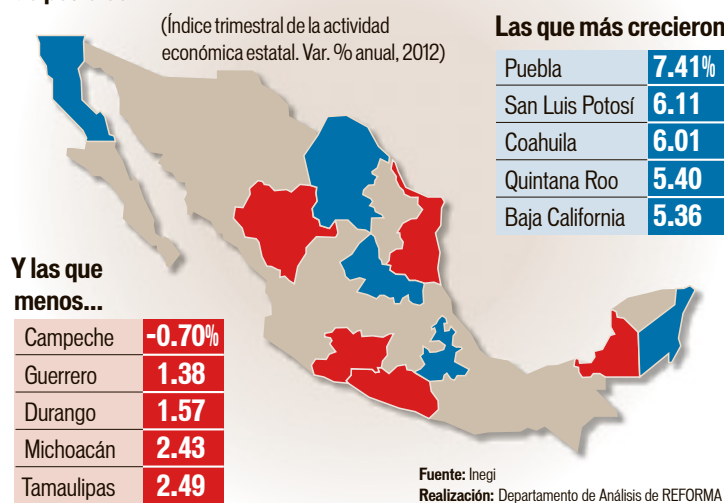 (Índice trimestral de la actividad
económica estatal. Var. % anual, 2012)
Las que más crecieron
Puebla 7.41%
San Luis Potosí 6.11
Coahuila 6.01
Quintana Roo 5.40
Baja California 5.36
Y las que
menos...
Campeche -0.70%
Guerrero 1.38
Durango 1.57
Michoacán 2.43
Tamaulipas 2.49
Fuente: Inegi
Realización: Departamento de Análisis de REFORMA